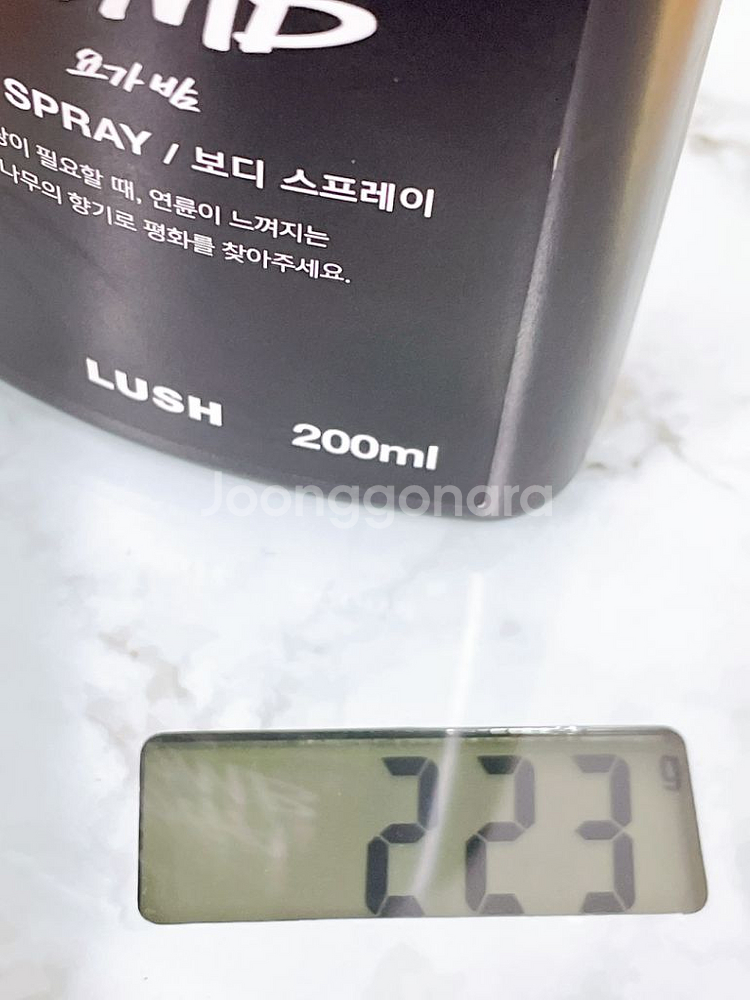 요가 밤
SPRAY / 보디 스프레이
필요할 때, 연륜이 느껴지는
나무의 향기로 평화를 찾아주세요.
LUSH 200ml
Joonggonara
223 g